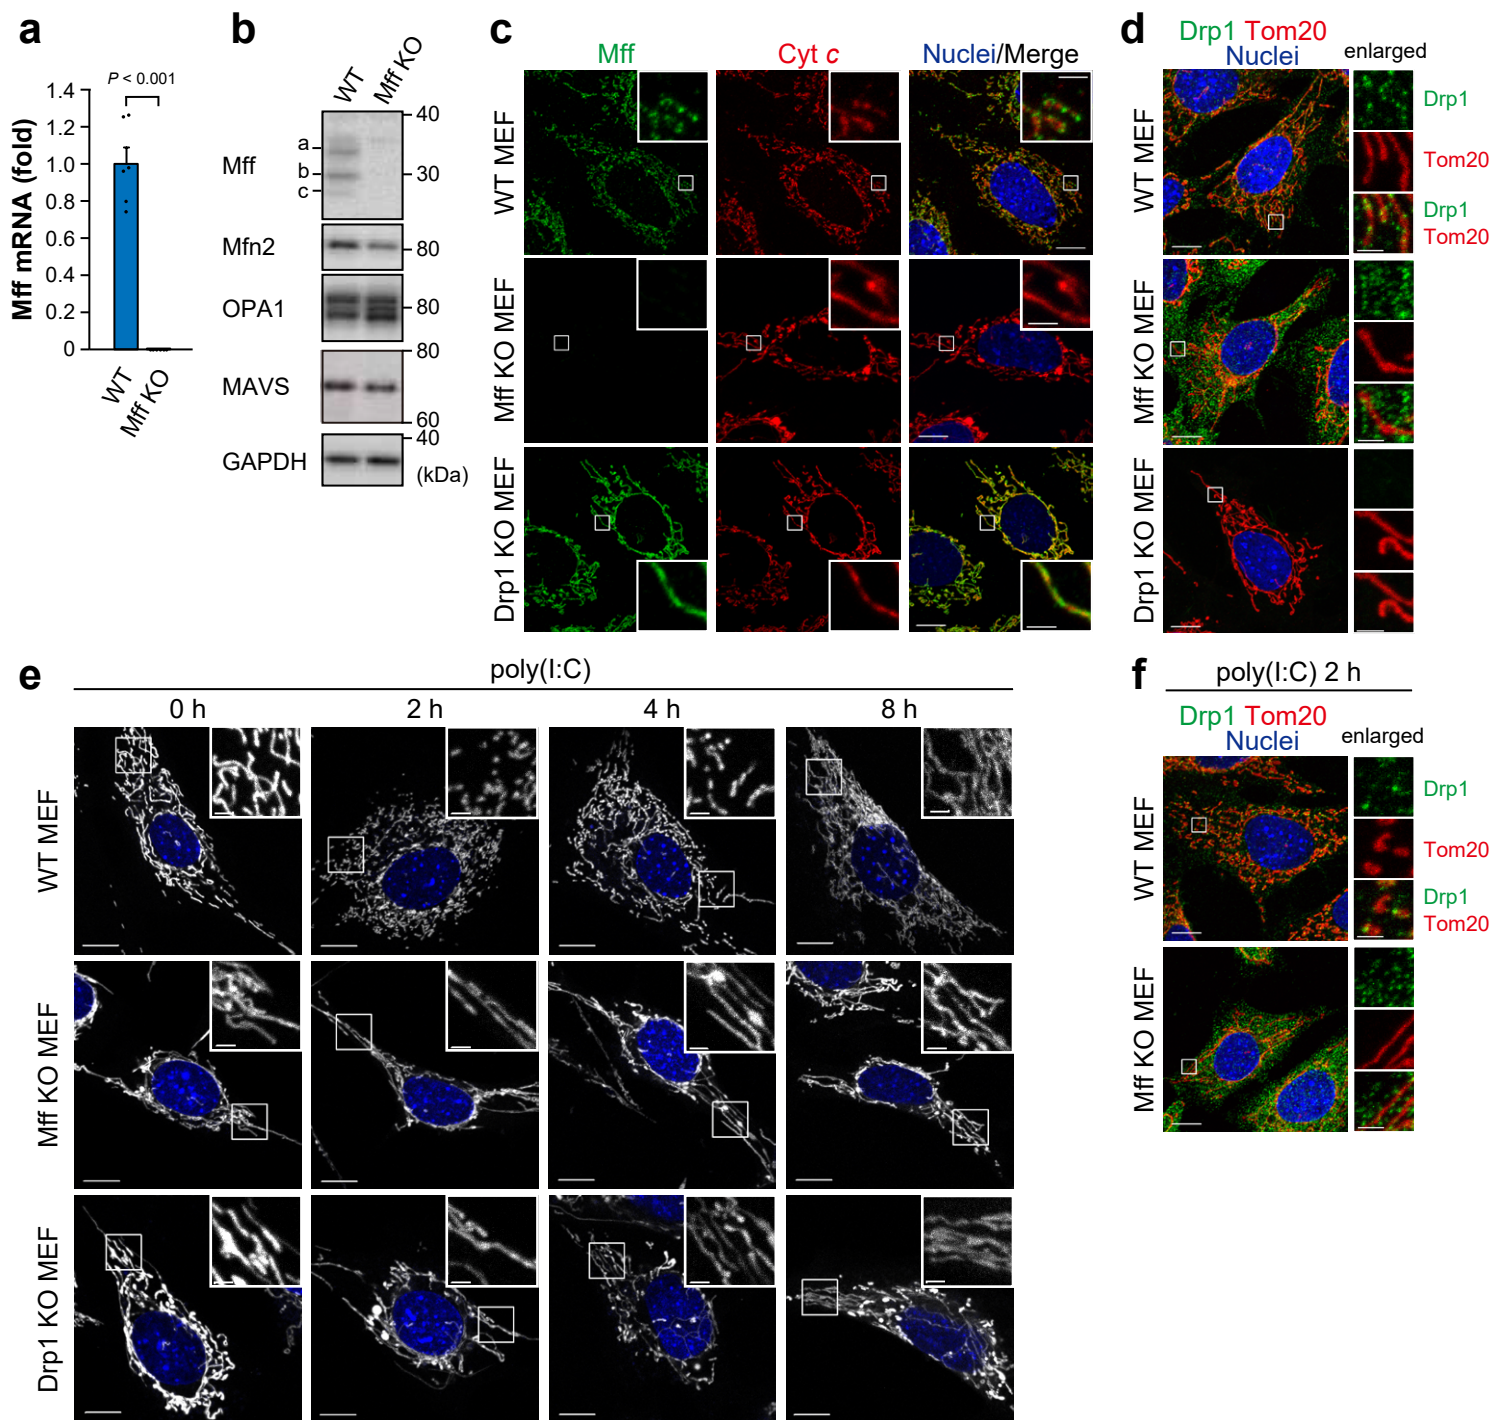 a
P < 0.001
Mff mRNA (fold)
1.4
1.2
1.0
0.8
0.6
0.4
0.2
0
WT
Mff KO
b
WT
Mff KO
Mff
a
b
c
40
30
Mfn2
80
OPA1
80
MAVS
80
60
GAPDH
40
(kDa)
c
Mff
Cyt c
Nuclei/Merge
WT MEF
Mff KO MEF
Drp1 KO MEF
d
Drp1 Tom20
Nuclei
enlarged
WT MEF
Drp1
Tom20
Drp1
Tom20
Mff KO MEF
Drp1 KO MEF
e
poly(I:C)
0 h
2 h
4 h
8 h
WT MEF
Mff KO MEF
Drp1 KO MEF
f
poly(I:C) 2 h
Drp1 Tom20
Nuclei
enlarged
WT MEF
Drp1
Tom20
Drp1
Tom20
Mff KO MEF